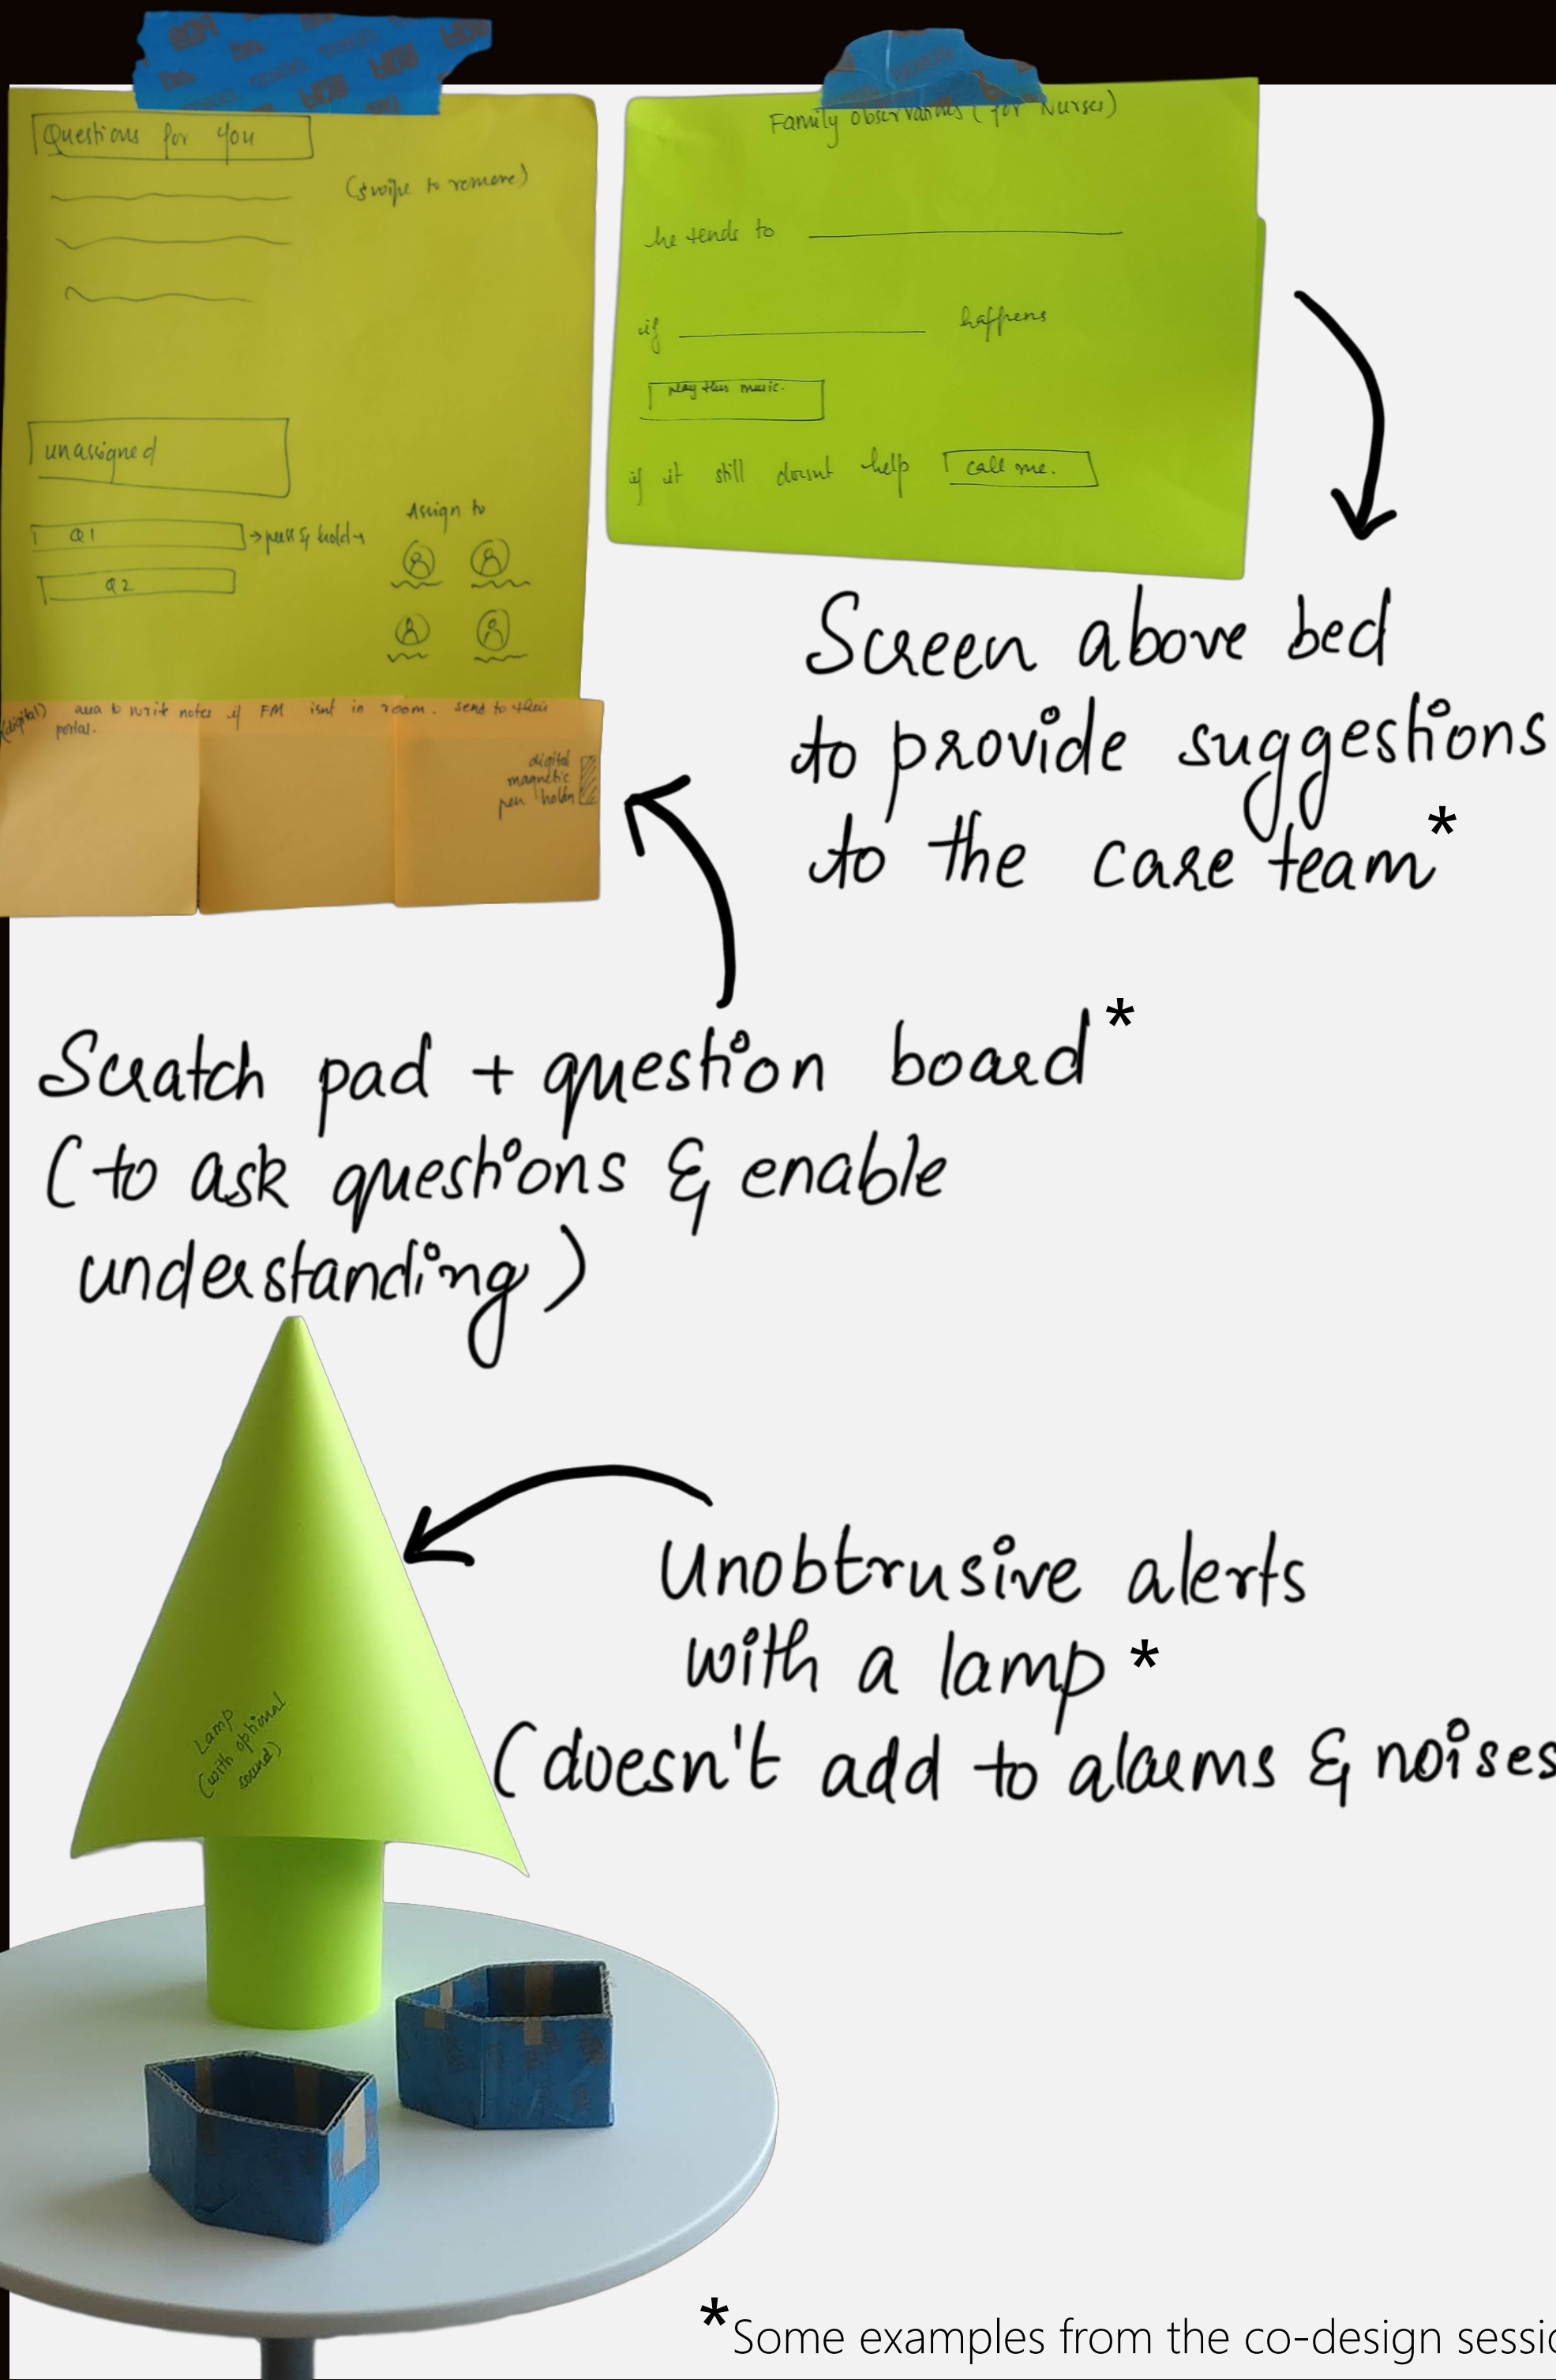 Questions for you
(swipe to remove)
unassigned
Q1 → press & hold →
Q2
Assign to
(digital) area to write notes if FM isnt in room. send to their
portal.
digital
magnetic
pen holder
Family observations (for Nurses)
he tends to
if happens
play this music.
if it still doesnt help call me.
Screen above bed
to provide suggestions
to the care team*
Scratch pad + question board*
(to ask questions & enable
understanding)
Unobtrusive alerts
with a lamp*
(doesn't add to alarms & noises
Lamp
(with optional
sound)
*Some examples from the co-design sessio